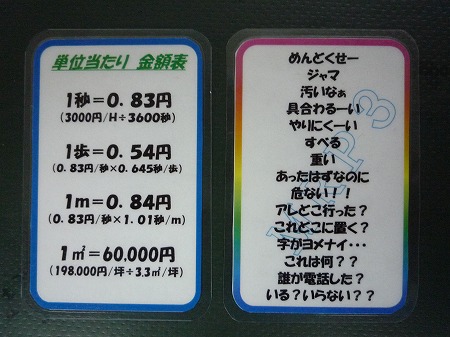 単位当たり 金額表
1秒=0.83円
(3000円/H÷3600秒)
1歩=0.54円
(0.83円/秒×0.645秒/歩)
1m=0.84円
(0.83円/秒×1.01秒/m)
1㎡=60.000円
(198.000円/坪÷3.3㎡/坪)
めんどくせー
ジャマ
汚いなぁ
具合わるーい
やりにくーい
すべる
重い
あったはずなのに
危ない!!
アレどこ行った?
これどこに置く?
字がヨメナイ・・・
これは何??
誰が電話した?
いる?いらない??